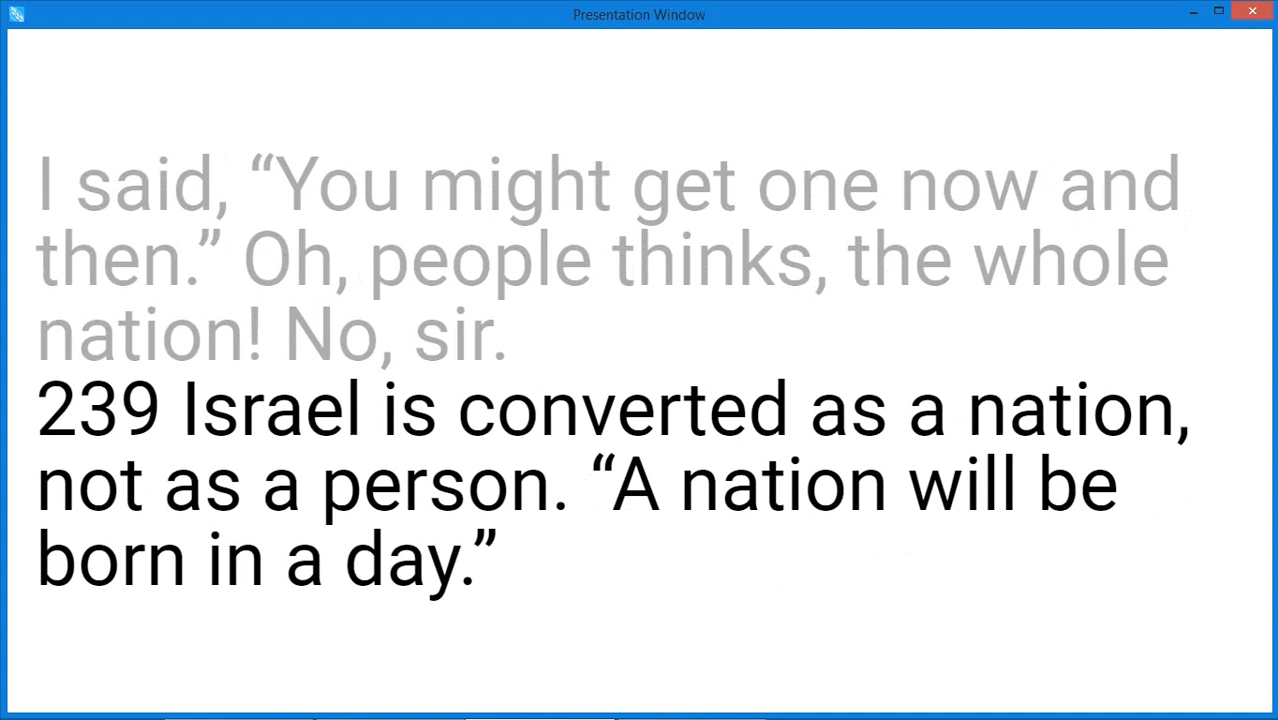 Presentation Window
I said, “You might get one now and
then.” Oh, people thinks, the whole
nation! No, sir.
239 Israel is converted as a nation,
not as a person. “A nation will be
born in a day.”